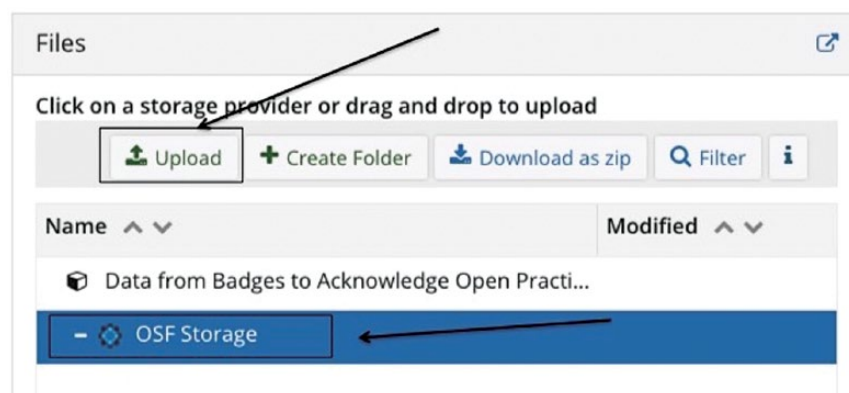 Files
Click on a storage provider or drag and drop to upload
Upload Create Folder Download as zip Filter i
Name Modified
Data from Badges to Acknowledge Open Practi...
OSF Storage